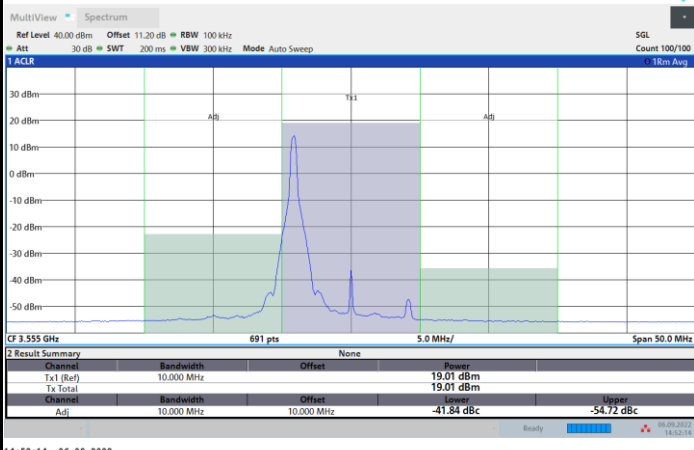 MultiView Spectrum
Ref Level 40.00 dBm Offset 11.20 dB RBW 100 kHz SGL
Att 30 dB SWT 200 ms VBW 300 kHz Mode Auto Sweep Count 100/100
1 ACLR 1Rm Avg
30 dBm
Tx1
20 dBm
Adj Adj
10 dBm
0 dBm
-10 dBm
-20 dBm
-30 dBm
-40 dBm
-50 dBm
CF 3.555 GHz 691 pts 5.0 MHz/ Span 50.0 MHz
2 Result Summary None
Channel Bandwidth Offset Power
Tx1 (Ref) 10.000 MHz 19.01 dBm
Tx Total 19.01 dBm
Channel Bandwidth Offset Lower Upper
Adj 10.000 MHz 10.000 MHz -41.84 dBc -54.72 dBc
Ready 06.09.2022
14:52:14